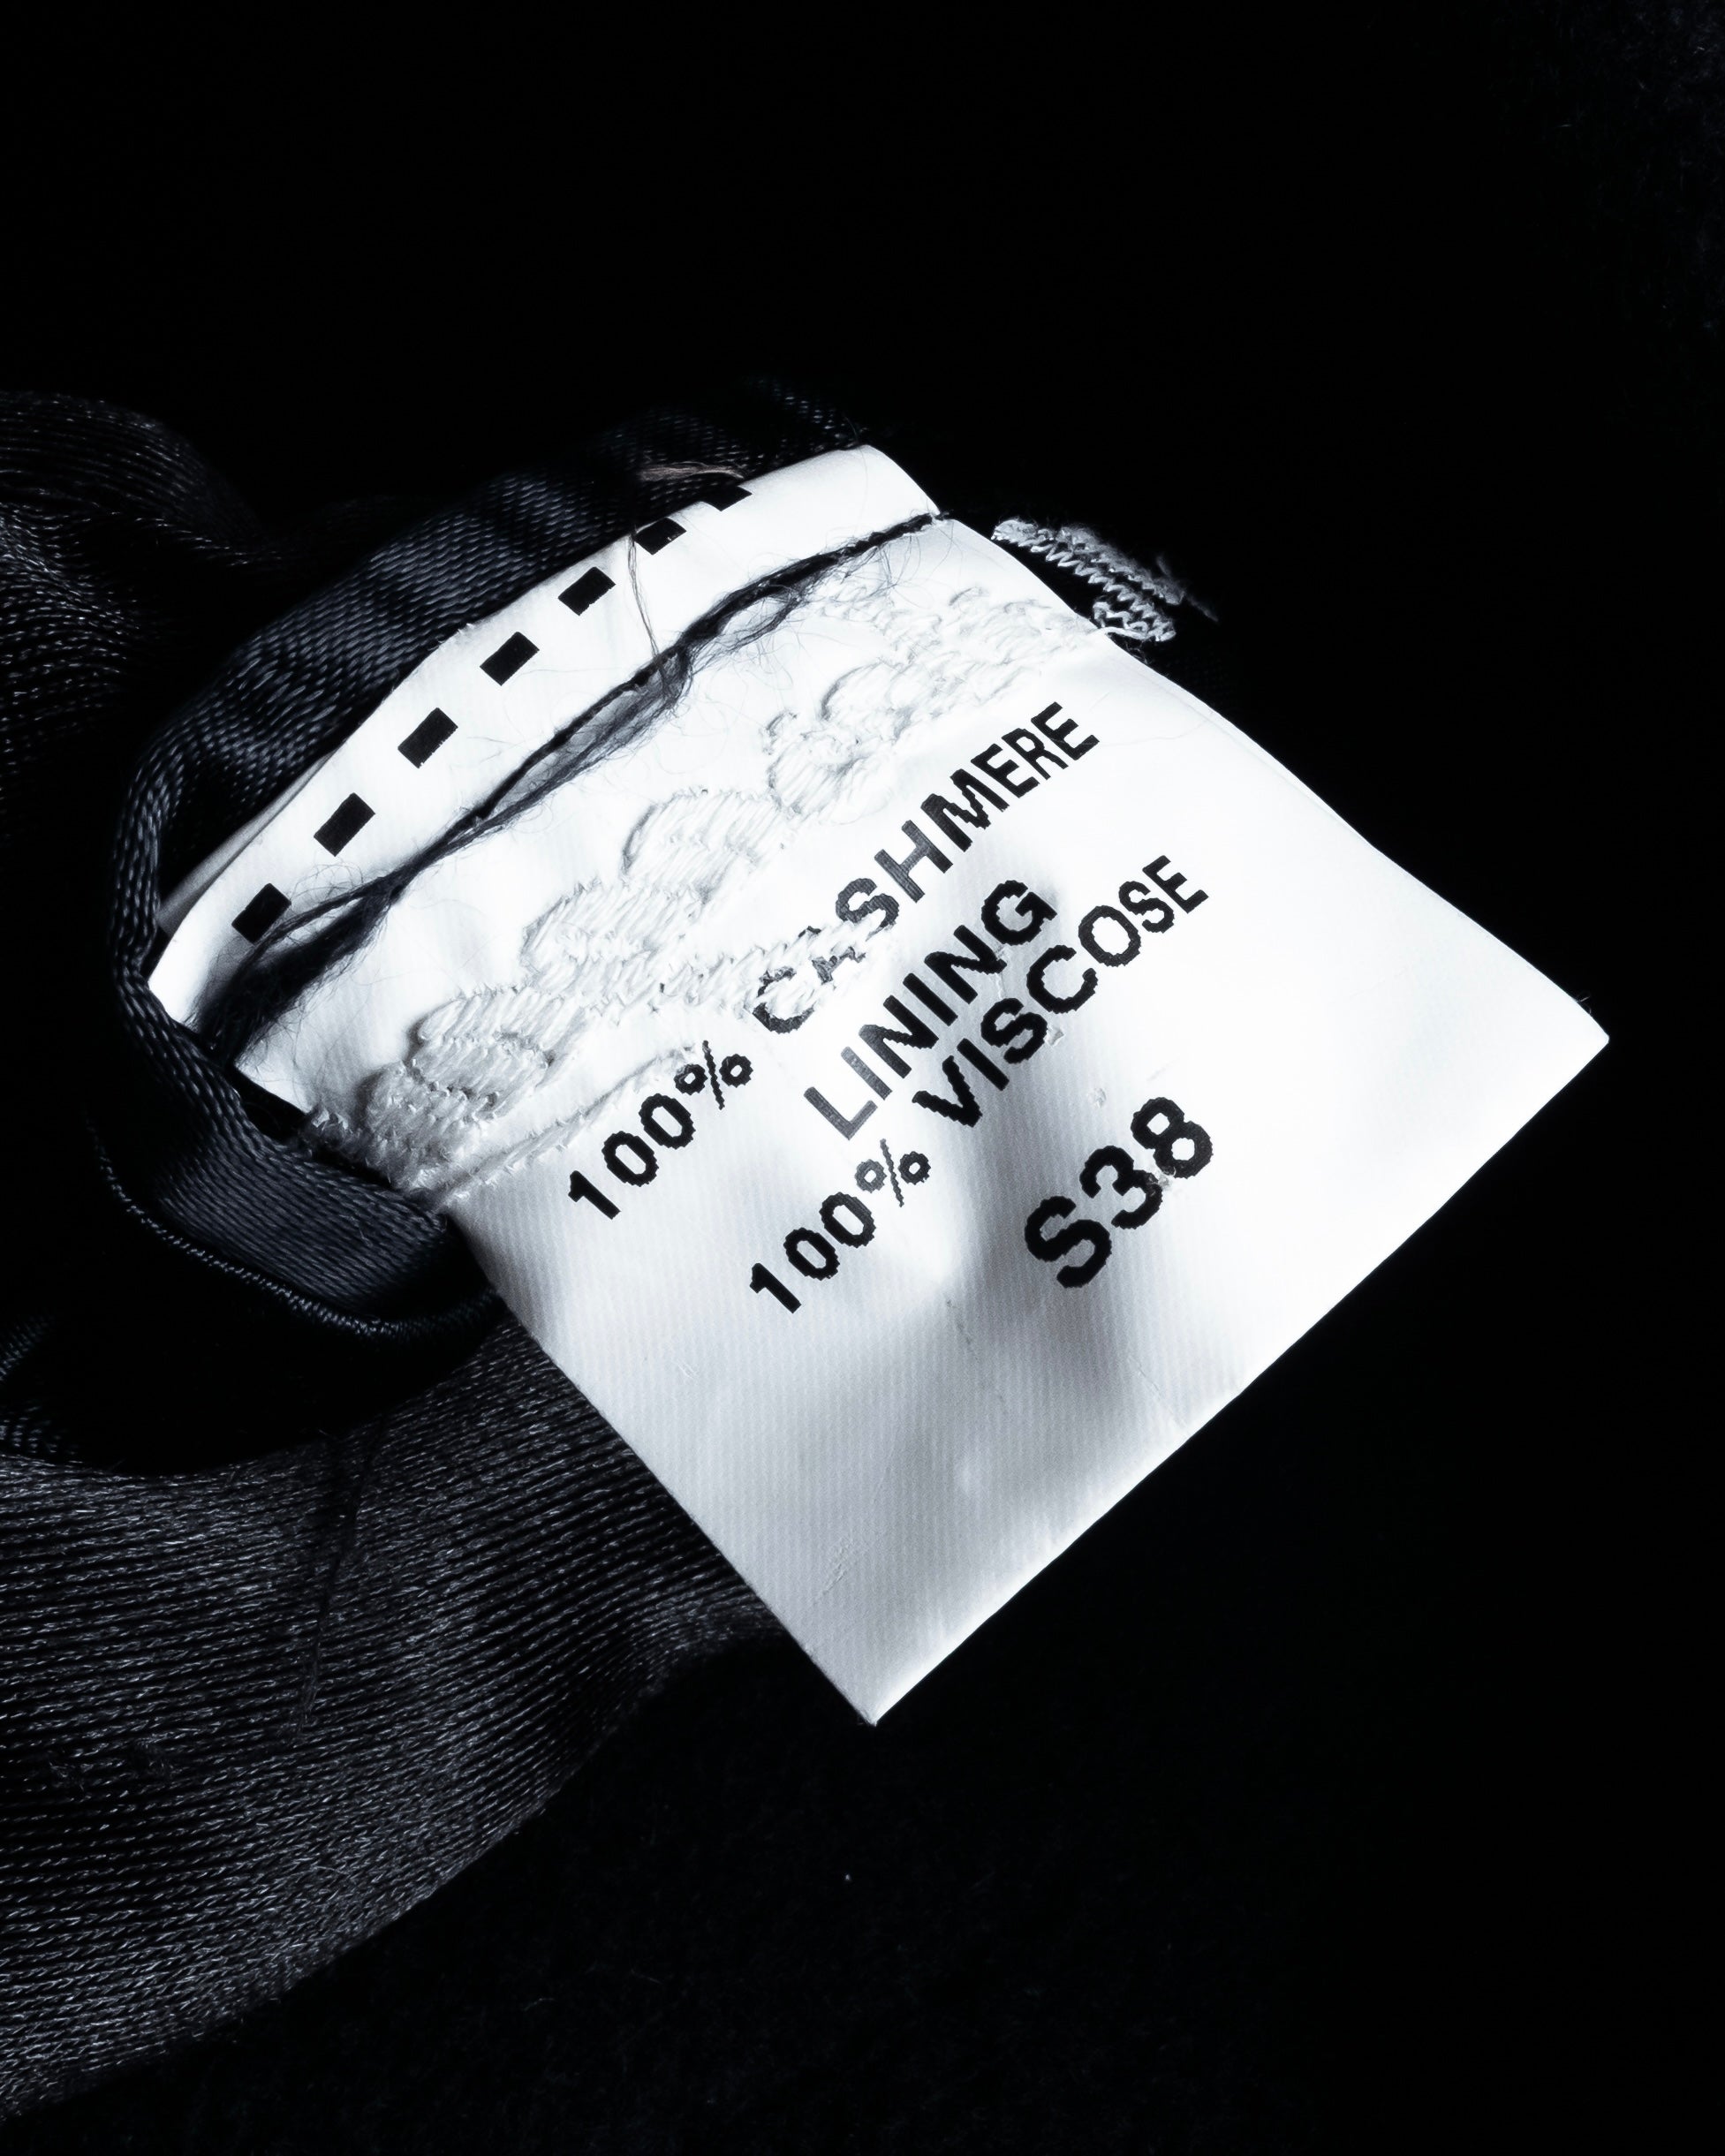 100% CASHMERE
LINING
100% VISCOSE
S38